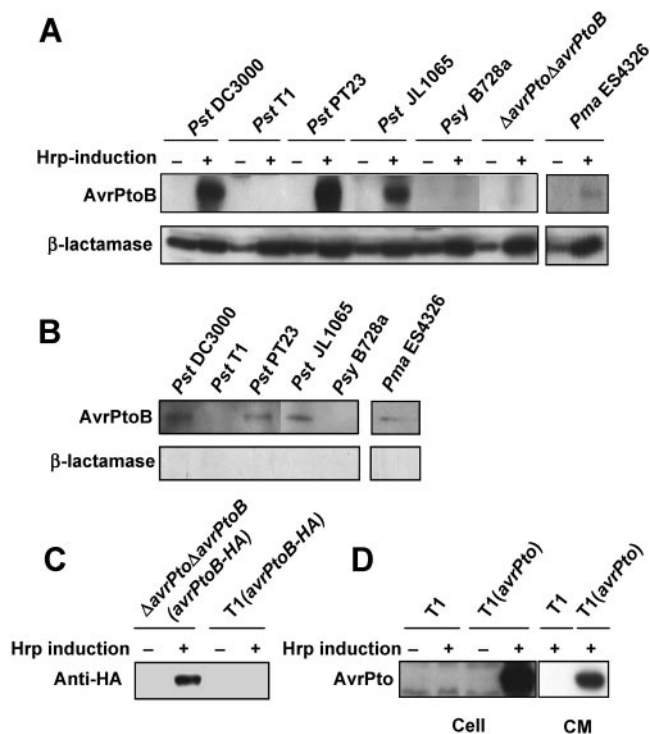 A
Pst DC3000
Pst T1
Pst PT23
Pst JL1065
Psy B728a
ΔavrPtoΔavrPtoB
Pma ES4326
Hrp-induction – + – + – + – + – + – + – +
AvrPtoB
β-lactamase
B
Pst DC3000
Pst T1
Pst PT23
Pst JL1065
Psy B728a
Pma ES4326
AvrPtoB
β-lactamase
C
ΔavrPtoΔavrPtoB
(avrPtoB-HA)
T1(avrPtoB-HA)
Hrp induction – + – +
Anti-HA
D
T1
T1(avrPto)
T1
T1(avrPto)
Hrp induction – + – + + +
AvrPto
Cell
CM